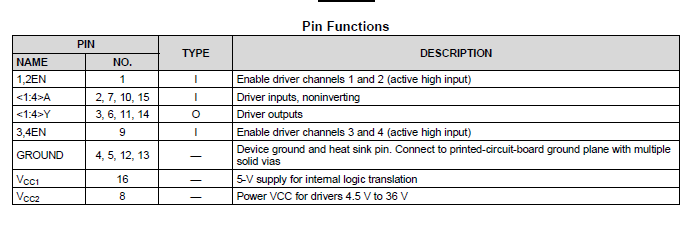 Pin Functions
PIN TYPE DESCRIPTION
NAME NO.
1,2EN 1 I Enable driver channels 1 and 2 (active high input)
<1:4>A 2, 7, 10, 15 I Driver inputs, noninverting
<1:4>Y 3, 6, 11, 14 O Driver outputs
3,4EN 9 I Enable driver channels 3 and 4 (active high input)
GROUND 4, 5, 12, 13 — Device ground and heat sink pin. Connect to printed-circuit-board ground plane with multiple
solid vias
VCC1 16 — 5-V supply for internal logic translation
VCC2 8 — Power VCC for drivers 4.5 V to 36 V